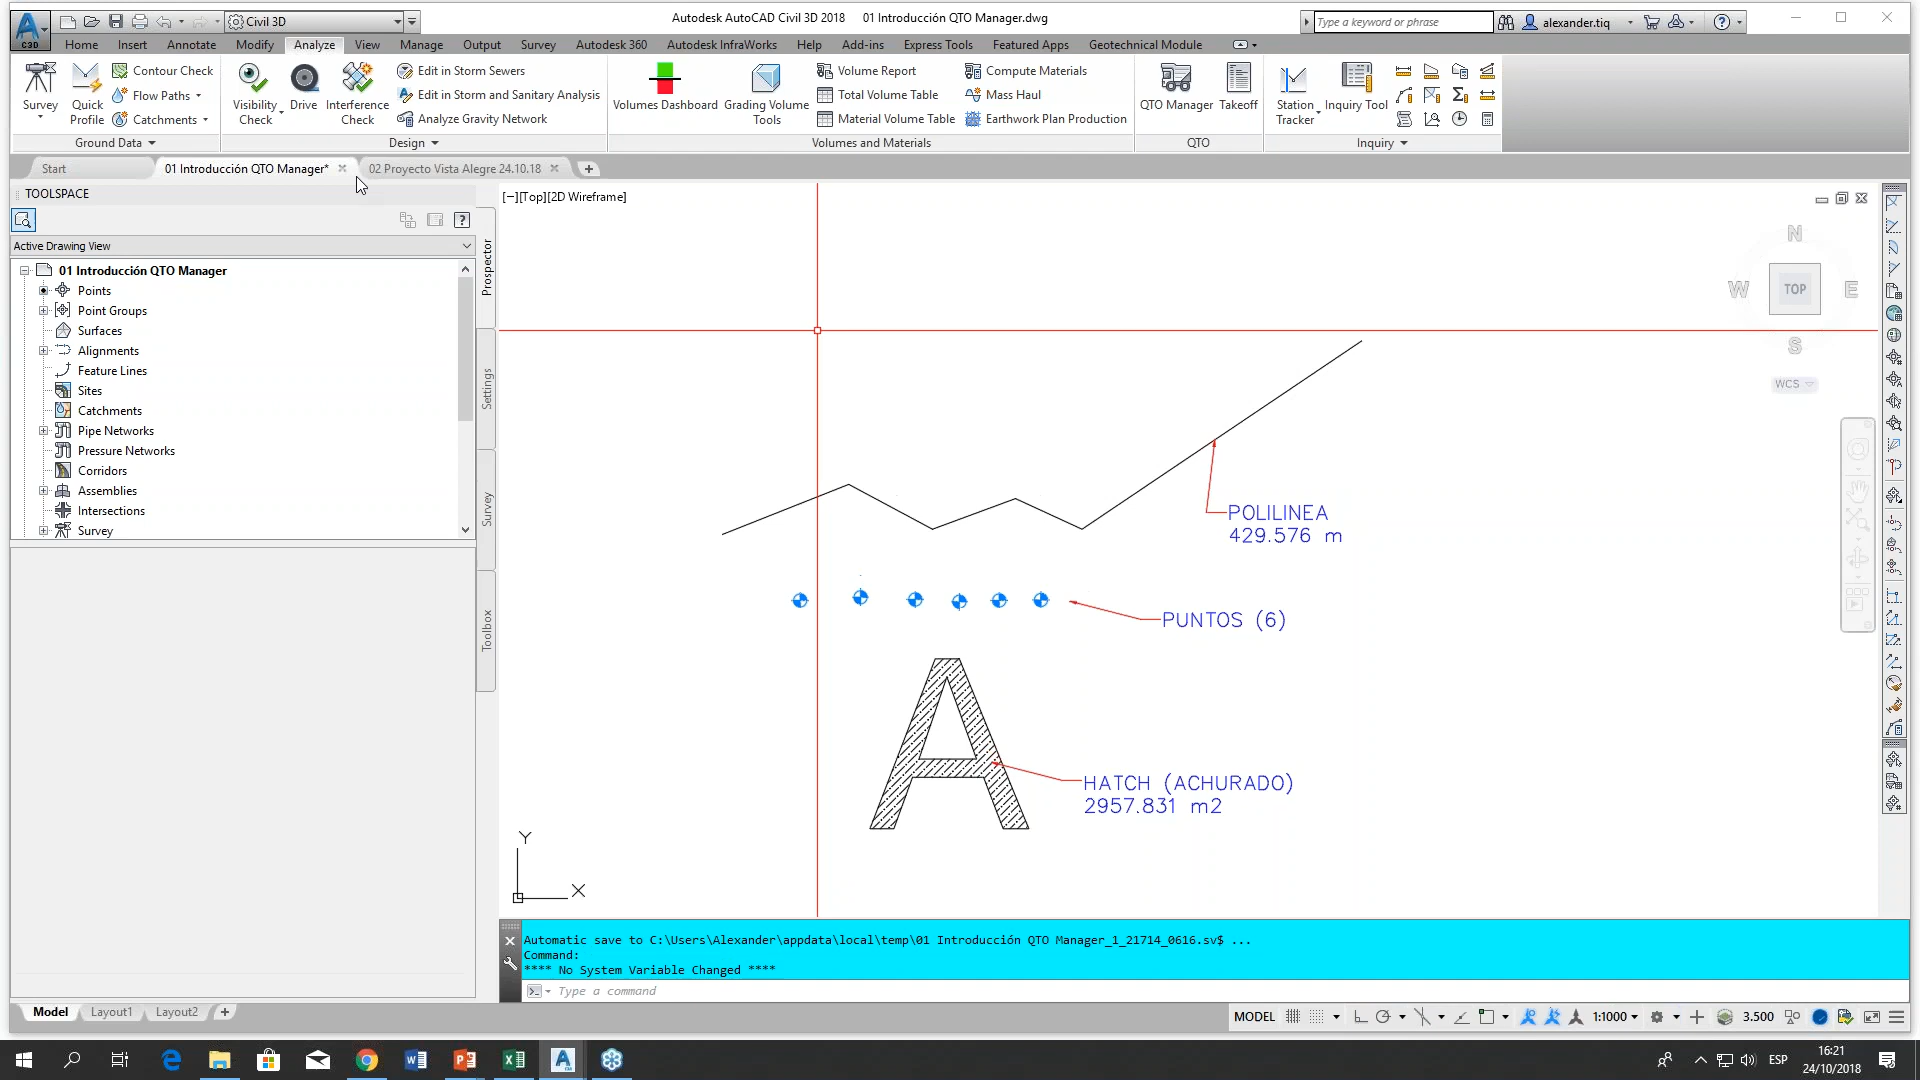 Civil 3D
Autodesk AutoCAD Civil 3D 2018 01 Introducción QTO Manager.dwg
Type a keyword or phrase
alexander.tiq
C3D
Home Insert Annotate Modify Analyze View Manage Output Survey Autodesk 360 Autodesk InfraWorks Help Add-ins Express Tools Featured Apps Geotechnical Module
Survey
Quick Profile
Contour Check
Flow Paths
Catchments
Ground Data
Visibility Check
Drive
Interference Check
Edit in Storm Sewers
Edit in Storm and Sanitary Analysis
Analyze Gravity Network
Design
Volumes Dashboard
Grading Volume Tools
Volume Report
Total Volume Table
Material Volume Table
Compute Materials
Mass Haul
Earthwork Plan Production
Volumes and Materials
QTO Manager
Takeoff
QTO
Station Tracker
Inquiry Tool
Inquiry
Start
01 Introducción QTO Manager*
02 Proyecto Vista Alegre 24.10.18
TOOLSPACE
Active Drawing View
01 Introducción QTO Manager
Points
Point Groups
Surfaces
Alignments
Feature Lines
Sites
Catchments
Pipe Networks
Pressure Networks
Corridors
Assemblies
Intersections
Survey
Prospector
Settings
Survey
Toolbox
[−][Top][2D Wireframe]
N
W
TOP
E
S
WCS
POLILINEA
429.576 m
PUNTOS (6)
HATCH (ACHURADO)
2957.831 m2
Y
X
Automatic save to C:\Users\Alexander\appdata\local\temp\01 Introducción QTO Manager_1_21714_0616.sv$ ...
Command:
**** No System Variable Changed ****
Type a command
Model Layout1 Layout2
MODEL
1:1000
3.500
ESP
16:21
24/10/2018